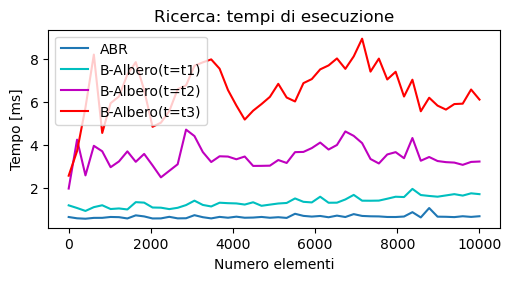 Ricerca: tempi di esecuzione
Tempo [ms]
8
6
4
2
ABR
B-Albero(t=t1)
B-Albero(t=t2)
B-Albero(t=t3)
0
2000
4000
6000
8000
10000
Numero elementi